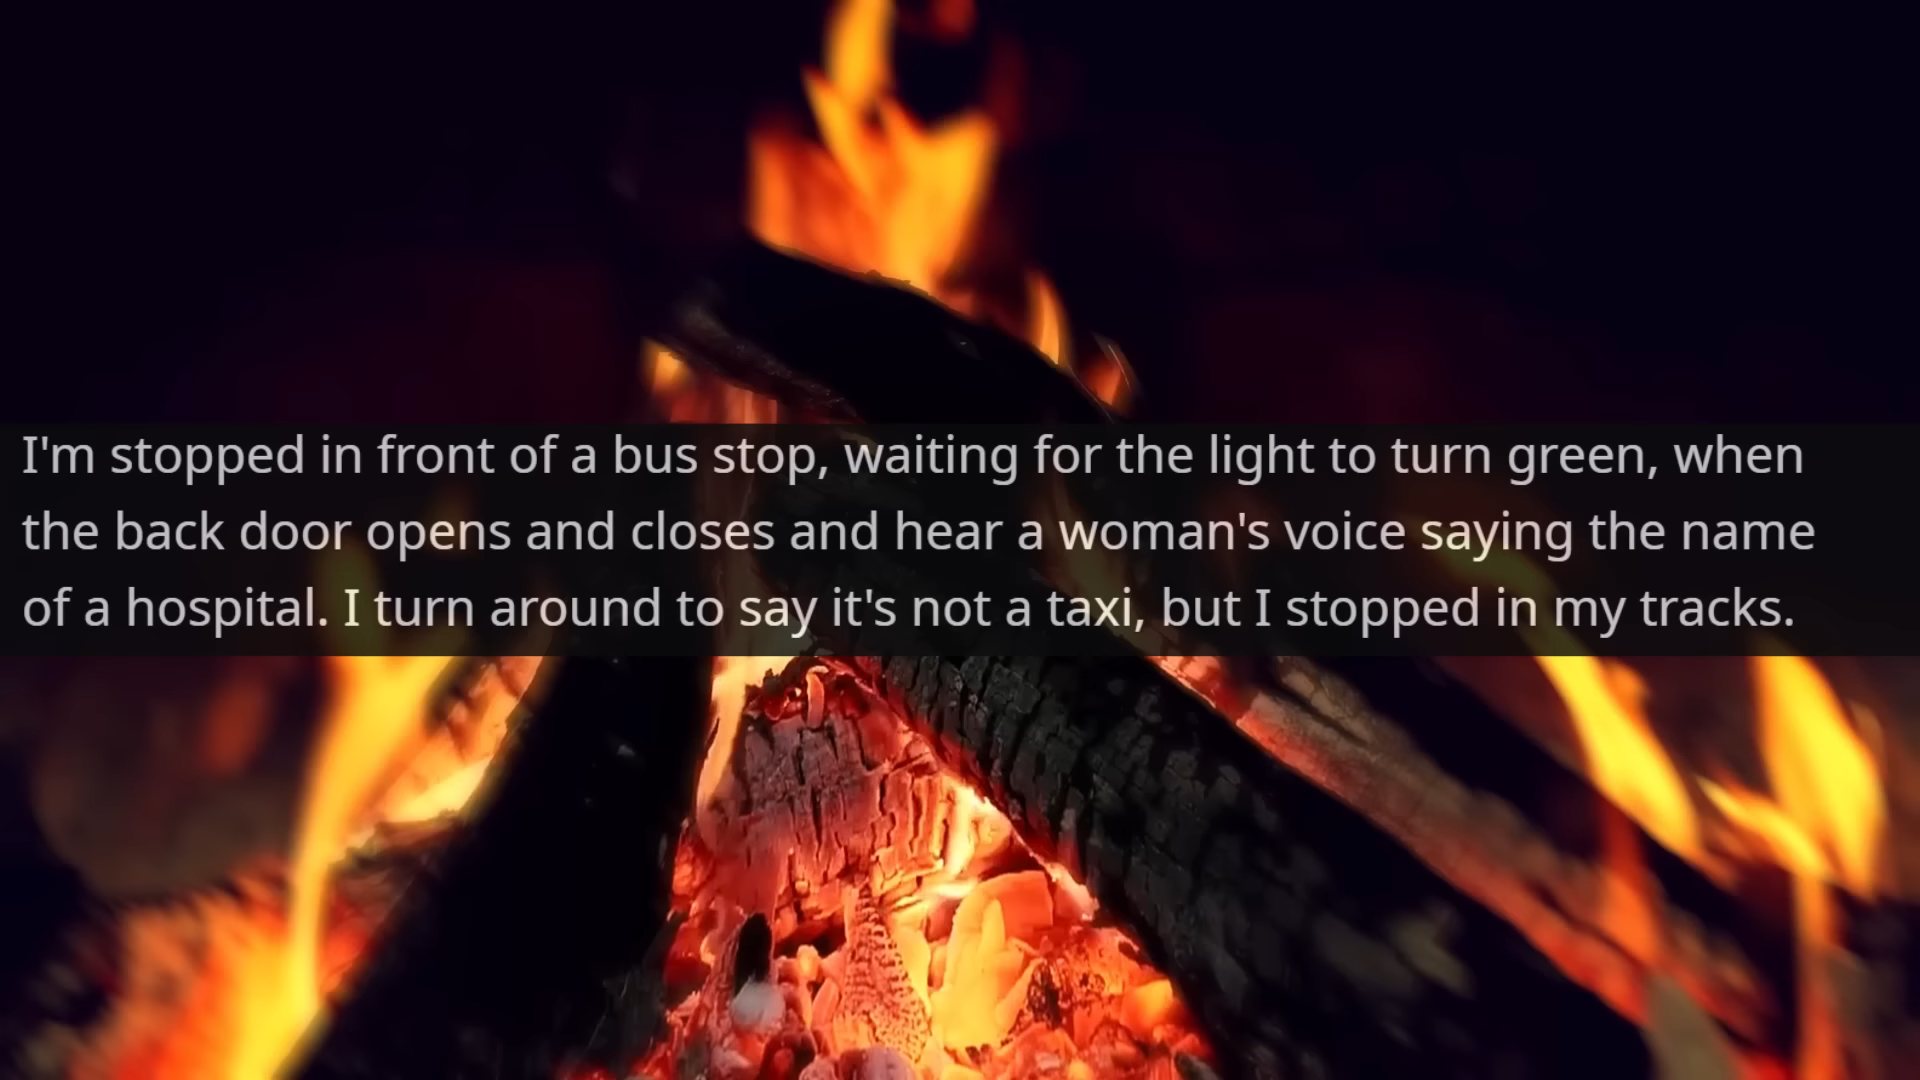 I'm stopped in front of a bus stop, waiting for the light to turn green, when
the back door opens and closes and hear a woman's voice saying the name
of a hospital. I turn around to say it's not a taxi, but I stopped in my tracks.